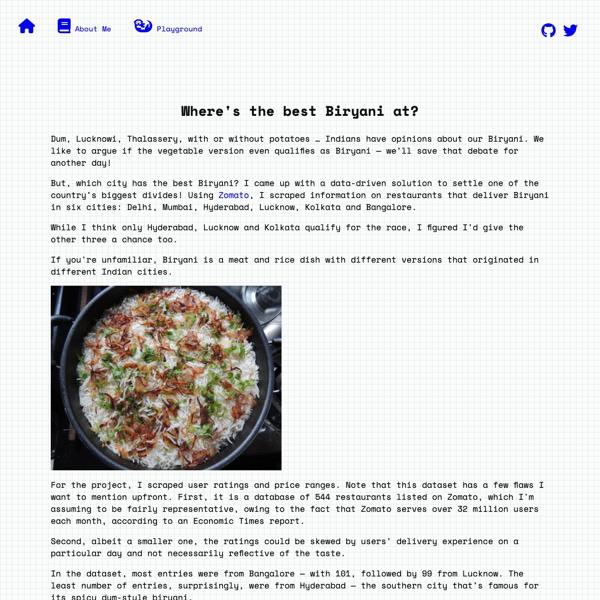 About Me
Playground
Where's the best Biryani at?
Dum, Lucknowi, Thalassery, with or without potatoes … Indians have opinions about our Biryani. We
like to argue if the vegetable version even qualifies as Biryani — we'll save that debate for
another day!
But, which city has the best Biryani? I came up with a data-driven solution to settle one of the
country's biggest divides! Using Zomato, I scraped information on restaurants that deliver Biryani
in six cities: Delhi, Mumbai, Hyderabad, Lucknow, Kolkata and Bangalore.
While I think only Hyderabad, Lucknow and Kolkata qualify for the race, I figured I'd give the
other three a chance too.
If you're unfamiliar, Biryani is a meat and rice dish with different versions that originated in
different Indian cities.
For the project, I scraped user ratings and price ranges. Note that this dataset has a few flaws I
want to mention upfront. First, it is a database of 544 restaurants listed on Zomato, which I'm
assuming to be fairly representative, owing to the fact that Zomato serves over 32 million users
each month, according to an Economic Times report.
Second, albeit a smaller one, the ratings could be skewed by users' delivery experience on a
particular day and not necessarily reflective of the taste.
In the dataset, most entries were from Bangalore — with 101, followed by 99 from Lucknow. The
least number of entries, surprisingly, were from Hyderabad — the southern city that's famous for
its spicy dum-style biryani.